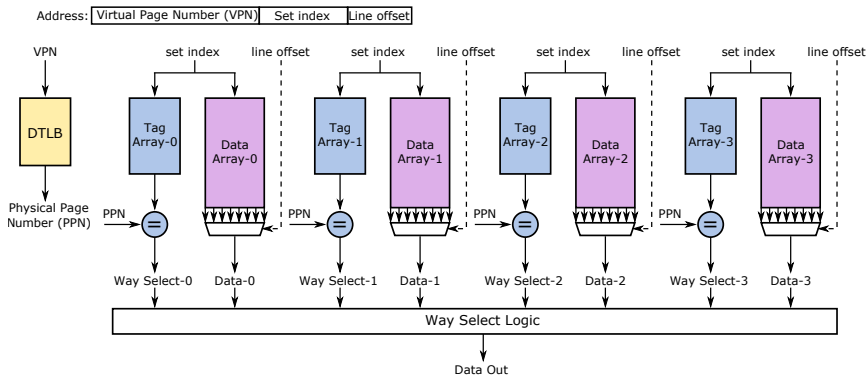 Address: Virtual Page Number (VPN) Set index Line offset
VPN
set index line offset set index line offset set index line offset set index line offset
DTLB
Tag Array-0
Data Array-0
Tag Array-1
Data Array-1
Tag Array-2
Data Array-2
Tag Array-3
Data Array-3
Physical Page
Number (PPN)
PPN = PPN = PPN = PPN =
Way Select-0 Data-0 Way Select-1 Data-1 Way Select-2 Data-2 Way Select-3 Data-3
Way Select Logic
Data Out